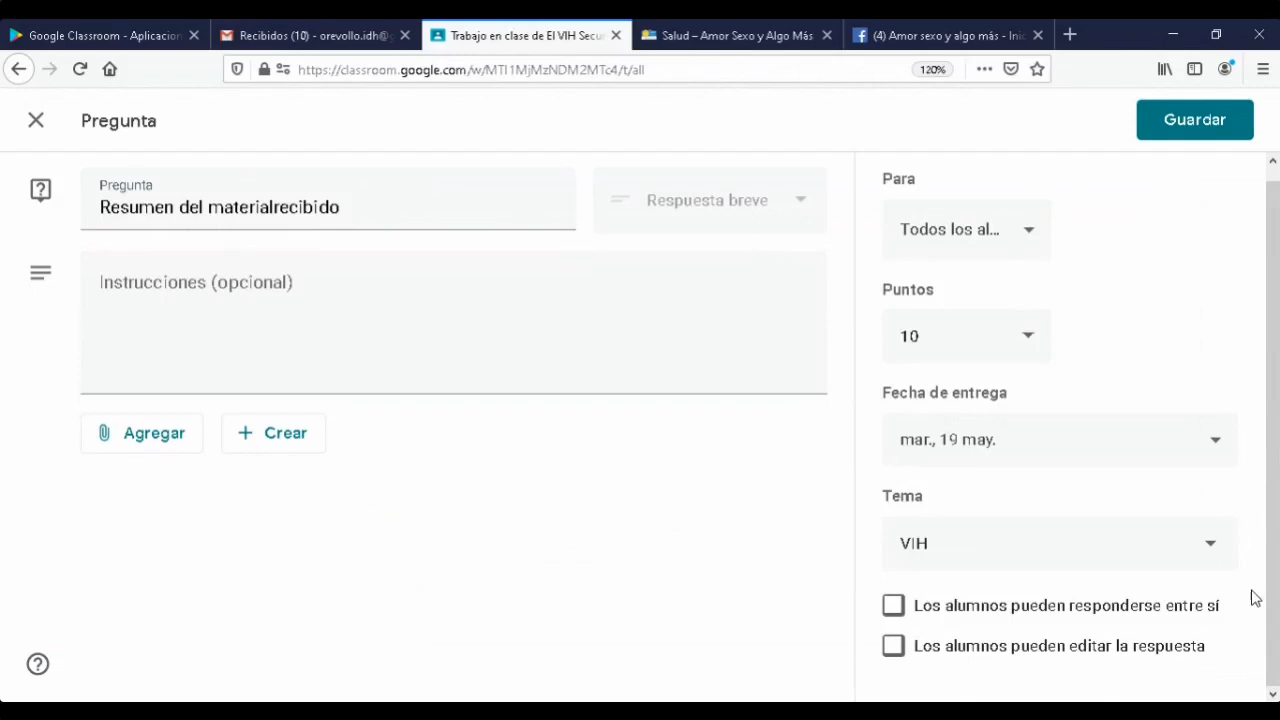 Google Classroom - Aplicacion
Recibidos (10) - orevollo.idh@g
Trabajo en clase de El VIH Secu
Salud – Amor Sexo y Algo Más
(4) Amor sexo y algo más - Inic
https://classroom.google.com/w/MTI1MjMzNDM2MTc4/t/all
120%
Pregunta
Guardar
Pregunta
Resumen del materialrecibido
Respuesta breve
Instrucciones (opcional)
Agregar
Crear
Para
Todos los al...
Puntos
10
Fecha de entrega
mar., 19 may.
Tema
VIH
Los alumnos pueden responderse entre sí
Los alumnos pueden editar la respuesta